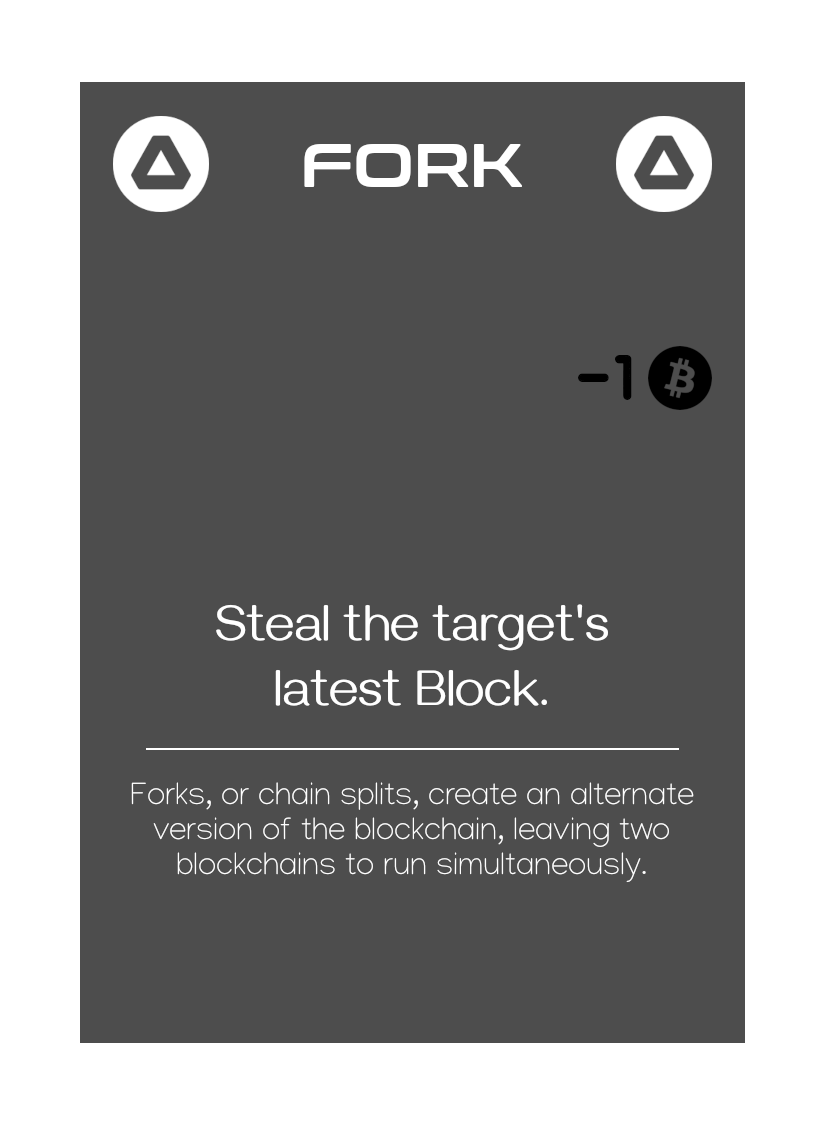 FORK
-1
Steal the target's
latest Block.
Forks, or chain splits, create an alternate
version of the blockchain, leaving two
blockchains to run simultaneously.